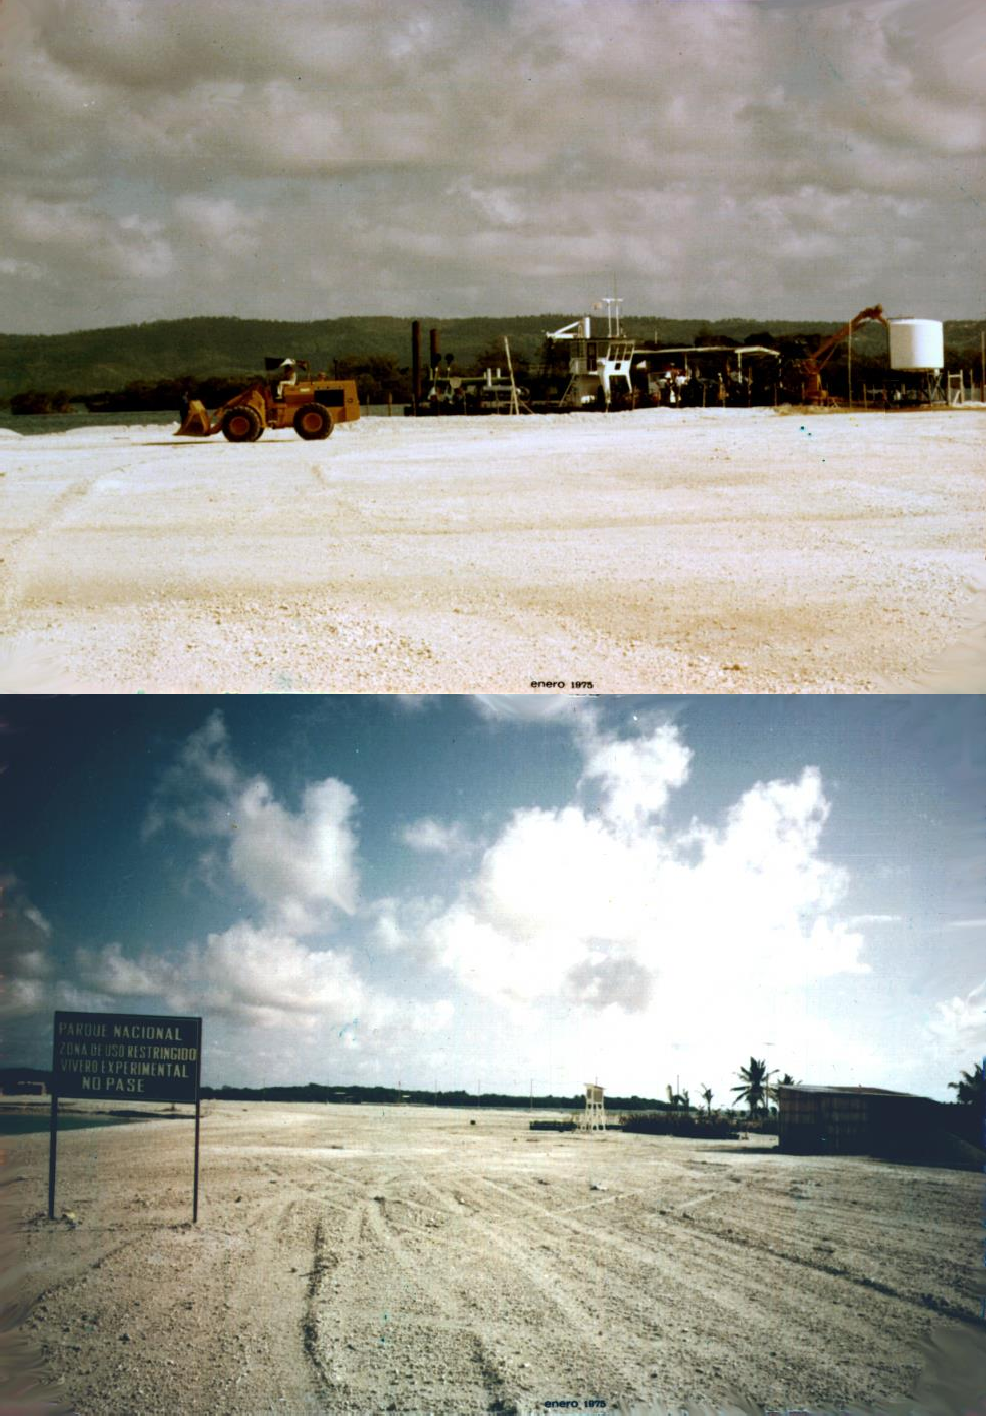 enero 1975
PARQUE NACIONAL
ZONA DE USO RESTRINGIDO
VIVERO EXPERIMENTAL
NO PASE
enero 1975